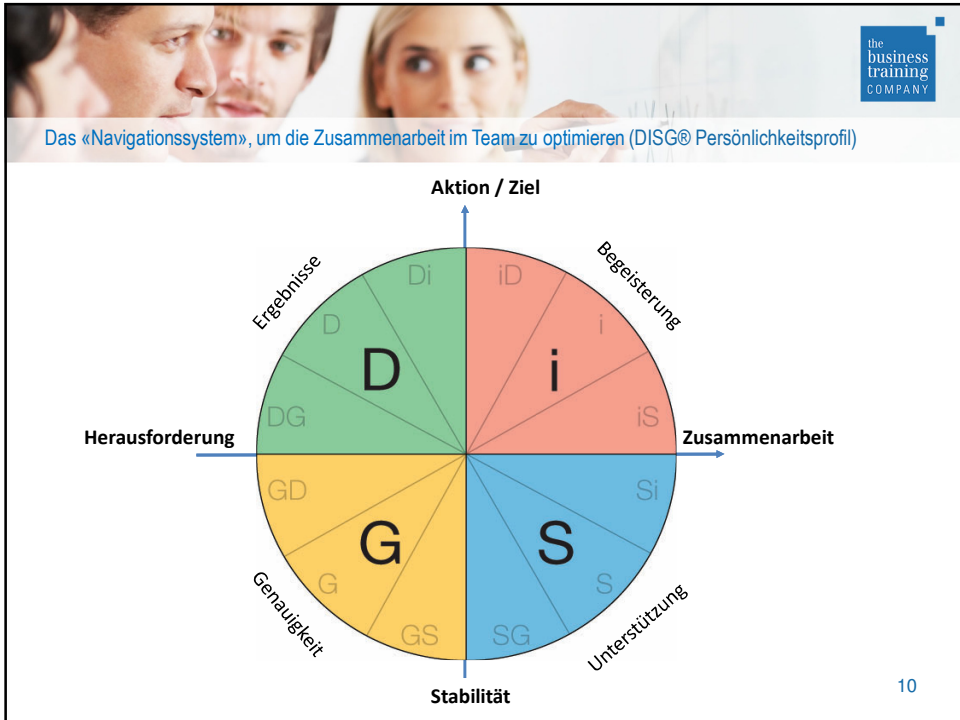 the
business
training
COMPANY
Das «Navigationssystem», um die Zusammenarbeit im Team zu optimieren (DISG® Persönlichkeitsprofil)
Aktion / Ziel
Ergebnisse
Begeisterung
Di
iD
D
i
D
i
DG
iS
Herausforderung
Zusammenarbeit
GD
Si
G
S
G
S
GS
SG
Genauigkeit
Unterstützung
Stabilität
10